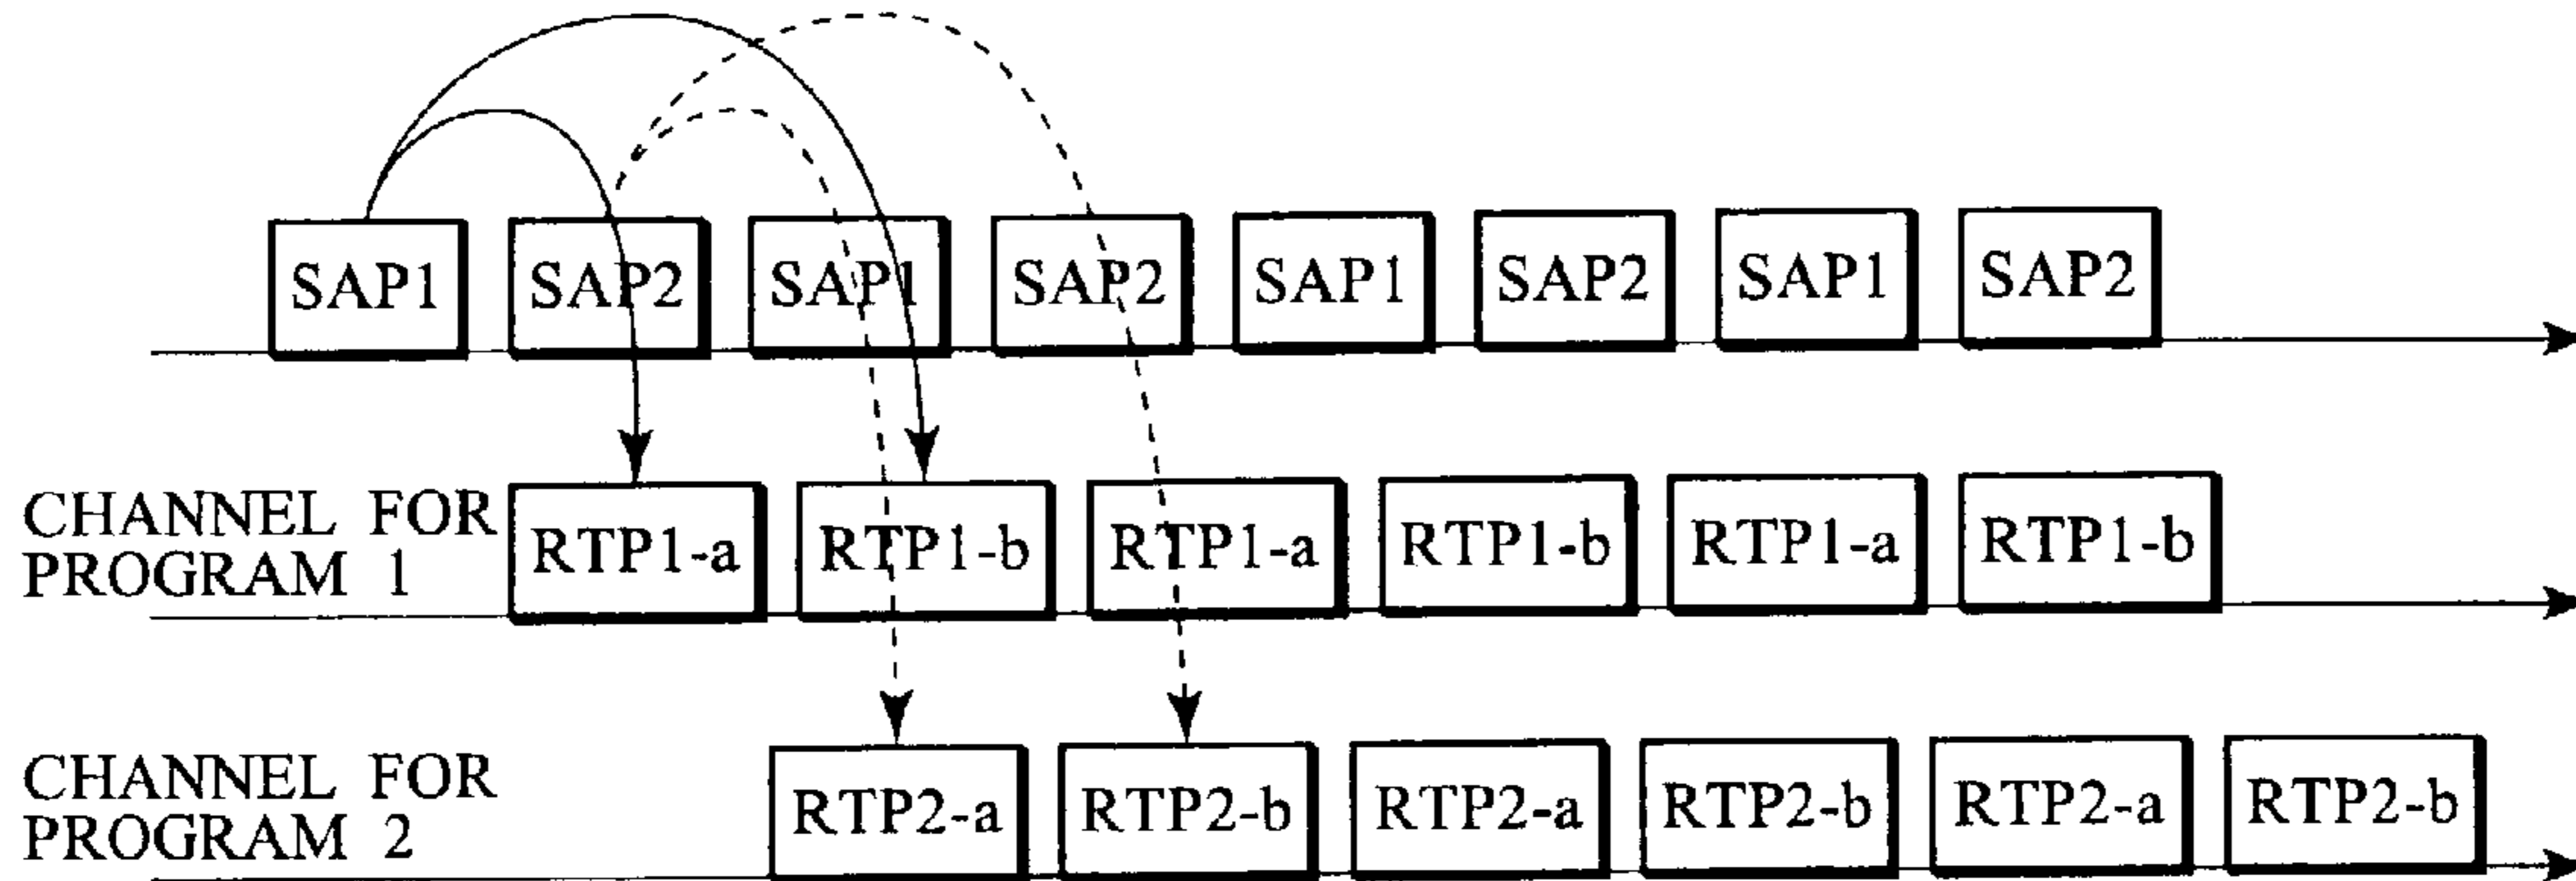 SAP1 SAP2 SAP1 SAP2 SAP1 SAP2 SAP1 SAP2
CHANNEL FOR
PROGRAM 1
RTP1-a RTP1-b RTP1-a RTP1-b RTP1-a RTP1-b
CHANNEL FOR
PROGRAM 2
RTP2-a RTP2-b RTP2-a RTP2-b RTP2-a RTP2-b